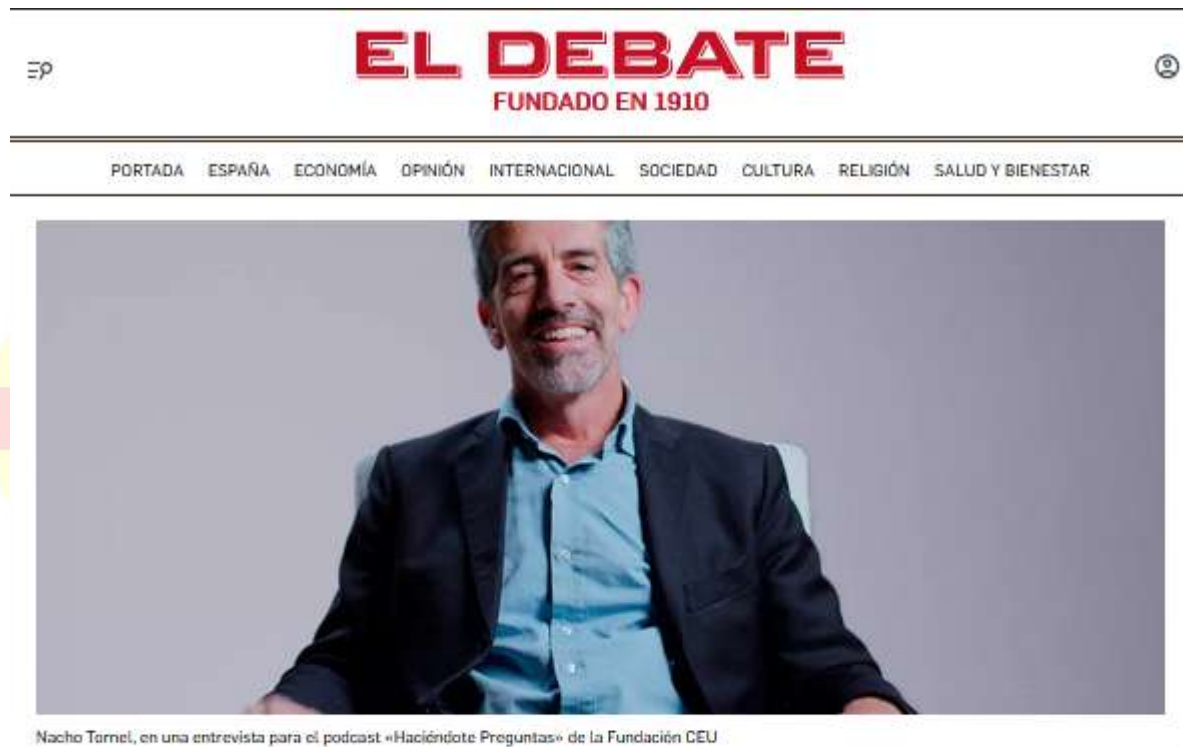 EL DEBATE
FUNDADO EN 1910
PORTADA ESPAÑA ECONOMÍA OPINIÓN INTERNACIONAL SOCIEDAD CULTURA RELIGIÓN SALUD Y BIENESTAR
Nacho Tornel, en una entrevista para el podcast «Haciéndote Preguntas» de la Fundación CEU